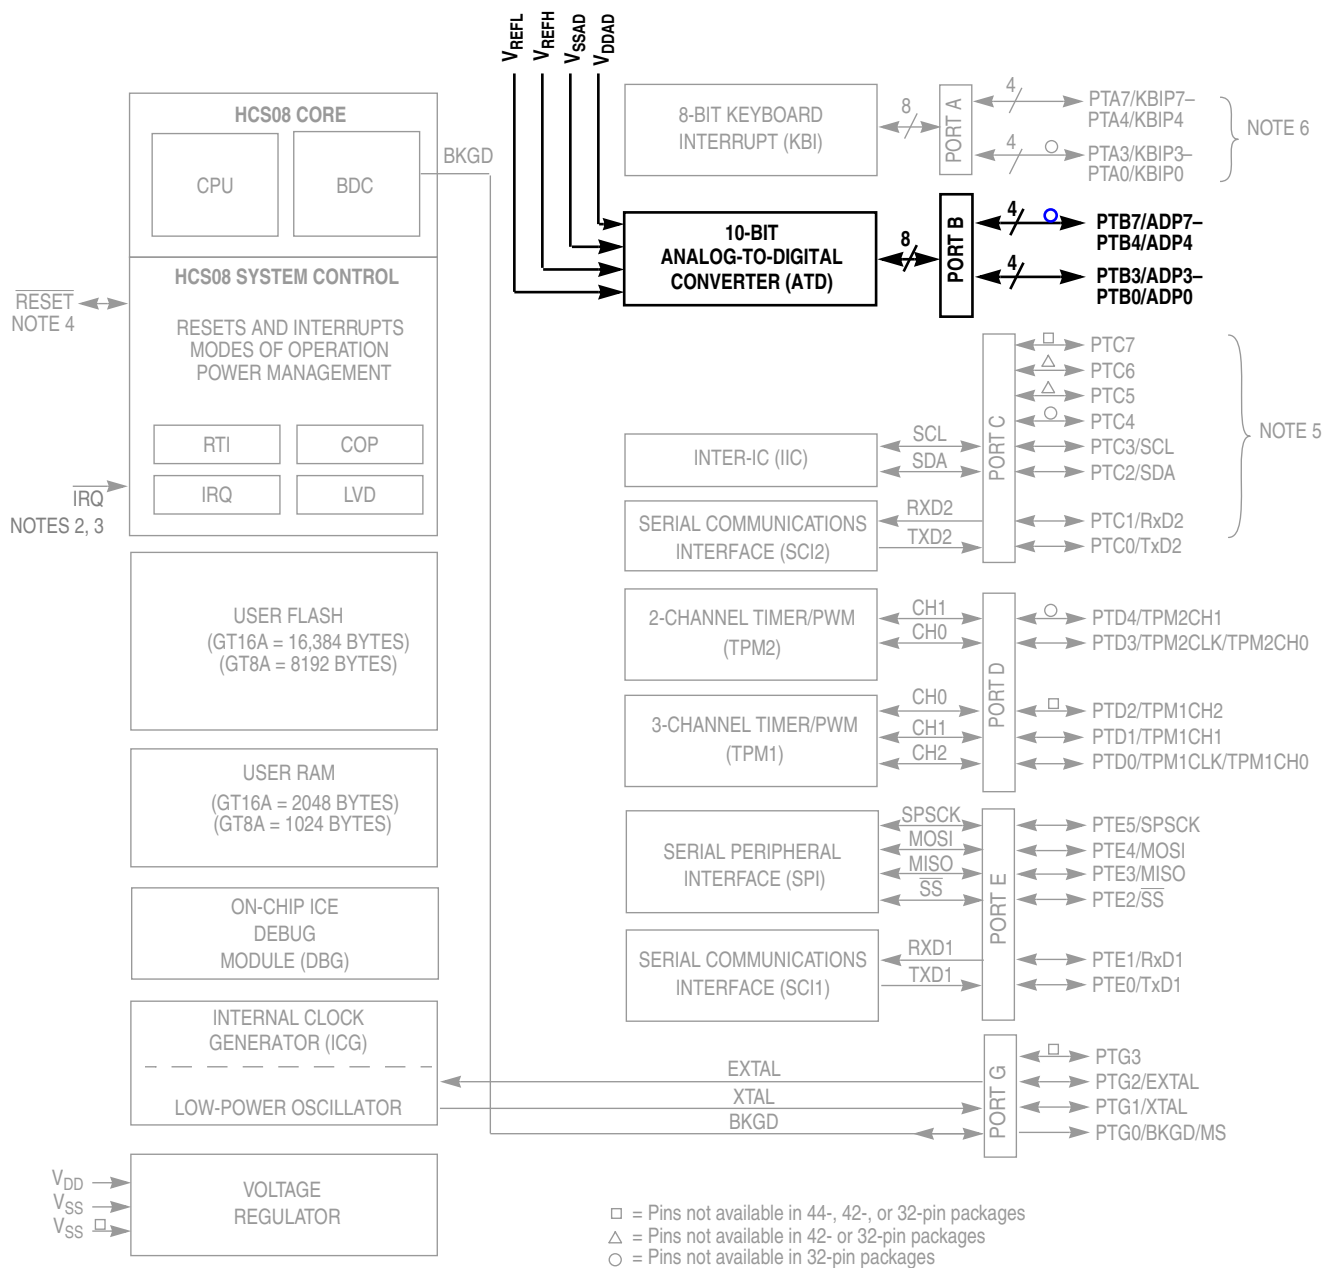 VREFL
VREFH
VSSAD
VDDAD
HCS08 CORE
CPU
BDC
BKGD
HCS08 SYSTEM CONTROL
RESET
NOTE 4
RESETS AND INTERRUPTS
MODES OF OPERATION
POWER MANAGEMENT
RTI
COP
IRQ
LVD
IRQ
NOTES 2, 3
USER FLASH
(GT16A = 16,384 BYTES)
(GT8A = 8192 BYTES)
USER RAM
(GT16A = 2048 BYTES)
(GT8A = 1024 BYTES)
ON-CHIP ICE
DEBUG
MODULE (DBG)
INTERNAL CLOCK
GENERATOR (ICG)
LOW-POWER OSCILLATOR
VDD
VSS
VSS
VOLTAGE
REGULATOR
8-BIT KEYBOARD
INTERRUPT (KBI)
8
PORT A
4
PTA7/KBIP7–
PTA4/KBIP4
4
PTA3/KBIP3–
PTA0/KBIP0
NOTE 6
10-BIT
ANALOG-TO-DIGITAL
CONVERTER (ATD)
8
PORT B
4
PTB7/ADP7–
PTB4/ADP4
4
PTB3/ADP3–
PTB0/ADP0
INTER-IC (IIC)
SCL
SDA
SERIAL COMMUNICATIONS
INTERFACE (SCI2)
RXD2
TXD2
PORT C
PTC7
PTC6
PTC5
PTC4
PTC3/SCL
PTC2/SDA
PTC1/RxD2
PTC0/TxD2
NOTE 5
2-CHANNEL TIMER/PWM
(TPM2)
CH1
CH0
3-CHANNEL TIMER/PWM
(TPM1)
CH0
CH1
CH2
PORT D
PTD4/TPM2CH1
PTD3/TPM2CLK/TPM2CH0
PTD2/TPM1CH2
PTD1/TPM1CH1
PTD0/TPM1CLK/TPM1CH0
SERIAL PERIPHERAL
INTERFACE (SPI)
SPSCK
MOSI
MISO
SS
SERIAL COMMUNICATIONS
INTERFACE (SCI1)
RXD1
TXD1
PORT E
PTE5/SPSCK
PTE4/MOSI
PTE3/MISO
PTE2/SS
PTE1/RxD1
PTE0/TxD1
EXTAL
XTAL
BKGD
PORT G
PTG3
PTG2/EXTAL
PTG1/XTAL
PTG0/BKGD/MS
□ = Pins not available in 44-, 42-, or 32-pin packages
△ = Pins not available in 42- or 32-pin packages
○ = Pins not available in 32-pin packages